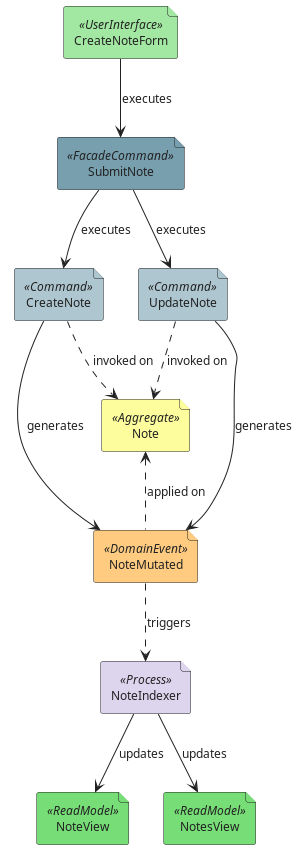 «UserInterface»
CreateNoteForm
executes
«FacadeCommand»
SubmitNote
executes
executes
«Command»
CreateNote
«Command»
UpdateNote
invoked on
invoked on
«Aggregate»
Note
generates
generates
applied on
«DomainEvent»
NoteMutated
triggers
«Process»
NoteIndexer
updates
updates
«ReadModel»
NoteView
«ReadModel»
NotesView